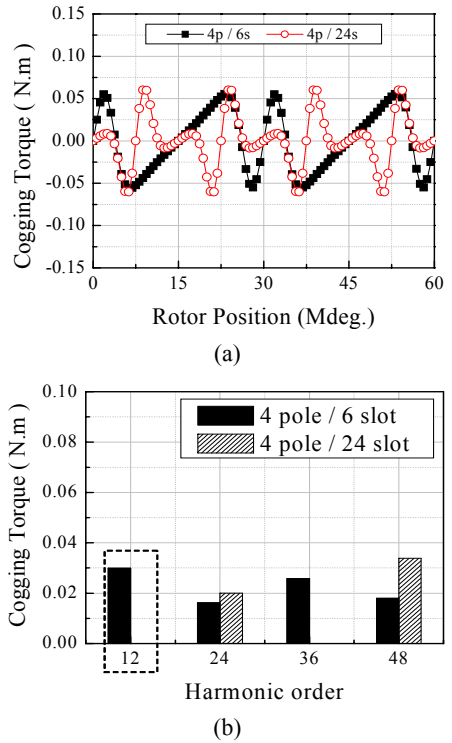 0.15
4p / 6s
4p / 24s
0.10
0.05
0.00
-0.05
-0.10
-0.15
Cogging Torque ( N.m )
0 15 30 45 60
Rotor Position (Mdeg.)
(a)
0.10
4 pole / 6 slot
4 pole / 24 slot
0.08
0.06
0.04
0.02
0.00
Cogging Torque ( N.m )
12 24 36 48
Harmonic order
(b)